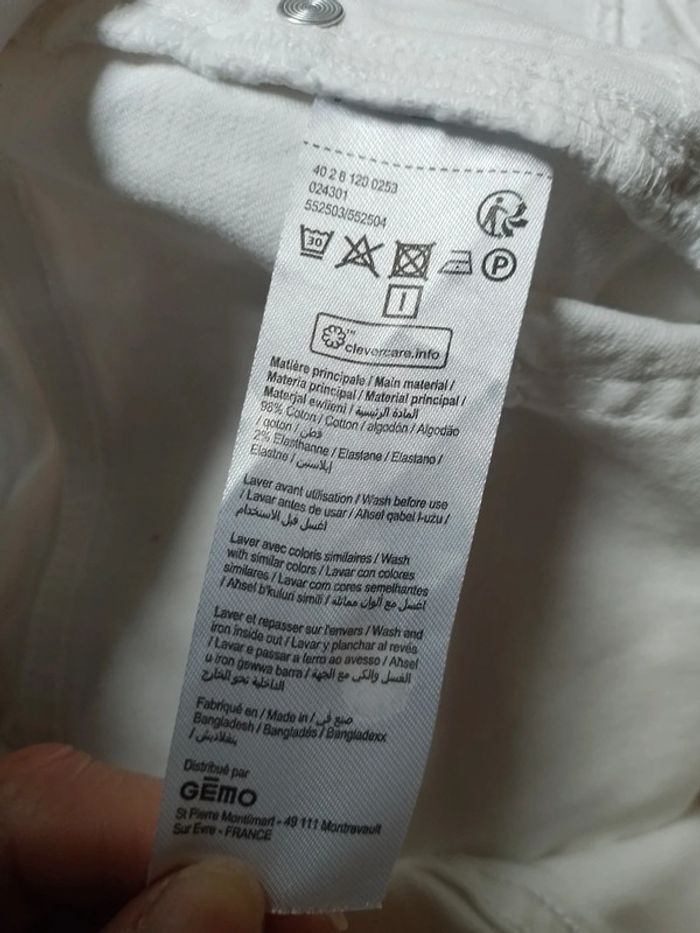 40 2 B 120 0253
024301
552503/552504
30
P
clevercare.info
Matière principale / Main material /
Materia principal / Material principal /
Materjal ewlieni / المادة الرئيسية
98% Coton / Cotton / algodón / Algodão
/ qoton / قطن
2% Elasthanne / Elastane / Elastano /
Elastne / إيلاستين
Laver avant utilisation / Wash before use
/ Lavar antes de usar / Aħsel qabel l-użu /
اغسل قبل الاستخدام
Laver avec coloris similaires / Wash
with similar colors / Lavar con colores
similares / Lavar com cores semelhantes
/ Aħsel b'kuluri simili / اغسل مع ألوان مماثلة
Laver et repasser sur l'envers / Wash and
iron inside out / Lavar y planchar al revés
/ Lavar e passar a ferro ao avesso / Aħsel
u iron ġewwa barra / الغسل والكي مع الجهة
الداخلية نحو الخارج
Fabriqué en / Made in / صنع في
Bangladesh / Bangladés / Bangladexx
/ بنغلاديش
Distribué par
GĒMO
St Pierre Montlimart - 49 111 Montrevault
Sur Evre - FRANCE